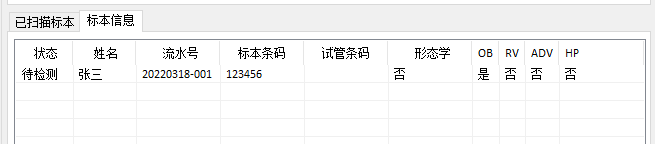 已扫描标本 标本信息
状态 姓名 流水号 标本条码 试管条码 形态学 OB RV ADV HP
待检测 张三 20220318-001 123456 否 是 否 否 否